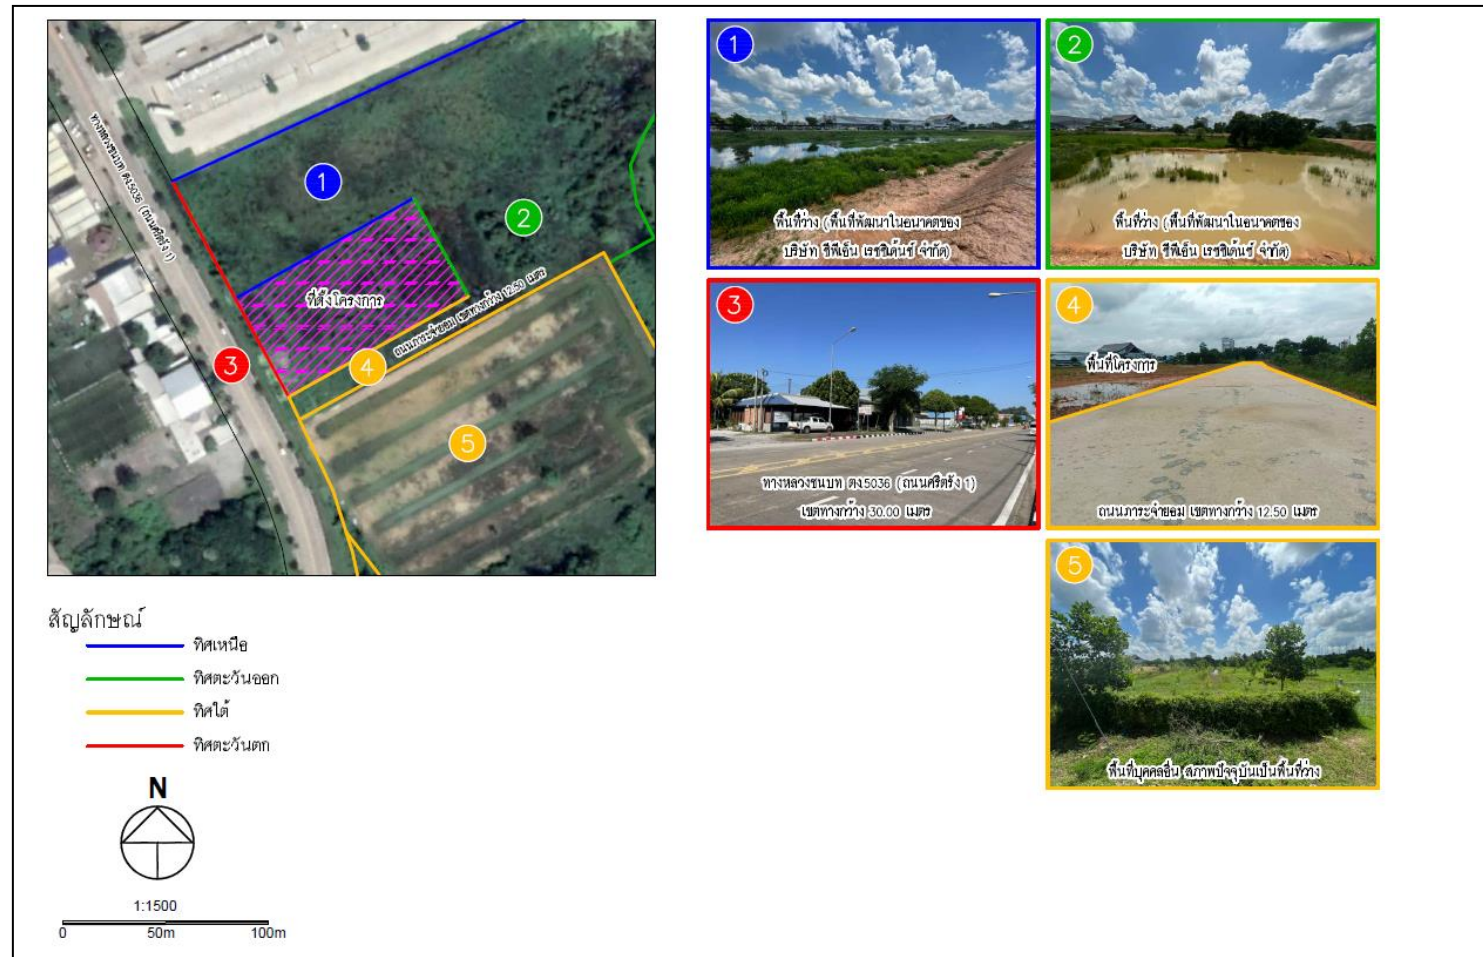 ทางหลวงชนบท ตง.5036 (ถนนศรีตรัง 1)
1
2
ที่ตั้งโครงการ
ถนนภาระจำยอม เขตทางกว้าง 12.50 เมตร
3
4
5
1
พื้นที่ว่าง (พื้นที่พัฒนาในอนาคตของ
บริษัท ซีพีเอ็น เรซซิเด้นซ์ จำกัด)
2
พื้นที่ว่าง (พื้นที่พัฒนาในอนาคตของ
บริษัท ซีพีเอ็น เรซซิเด้นซ์ จำกัด)
3
ทางหลวงชนบท ตง.5036 (ถนนศรีตรัง 1)
เขตทางกว้าง 30.00 เมตร
4
พื้นที่โครงการ
ถนนภาระจำยอม เขตทางกว้าง 12.50 เมตร
5
พื้นที่บุคคลอื่น สภาพปัจจุบันเป็นพื้นที่ว่าง
สัญลักษณ์
ทิศเหนือ
ทิศตะวันออก
ทิศใต้
ทิศตะวันตก
N
1:1500
0 50m 100m